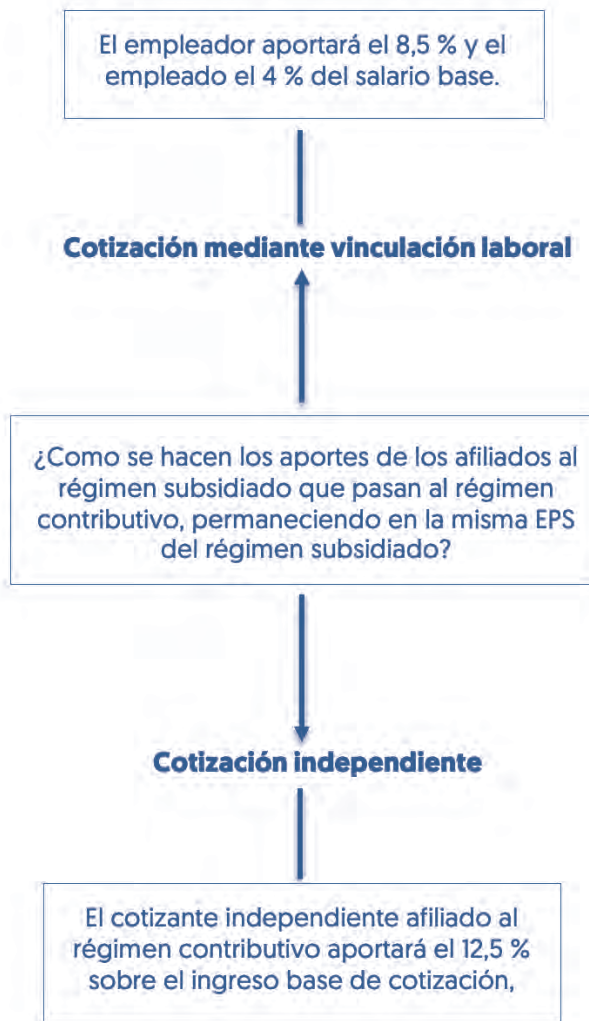 El empleador aportará el 8,5 % y el
empleado el 4 % del salario base.
Cotización mediante vinculación laboral
¿Como se hacen los aportes de los afiliados al
régimen subsidiado que pasan al régimen
contributivo, permaneciendo en la misma EPS
del régimen subsidiado?
Cotización independiente
El cotizante independiente afiliado al
régimen contributivo aportará el 12,5 %
sobre el ingreso base de cotización,